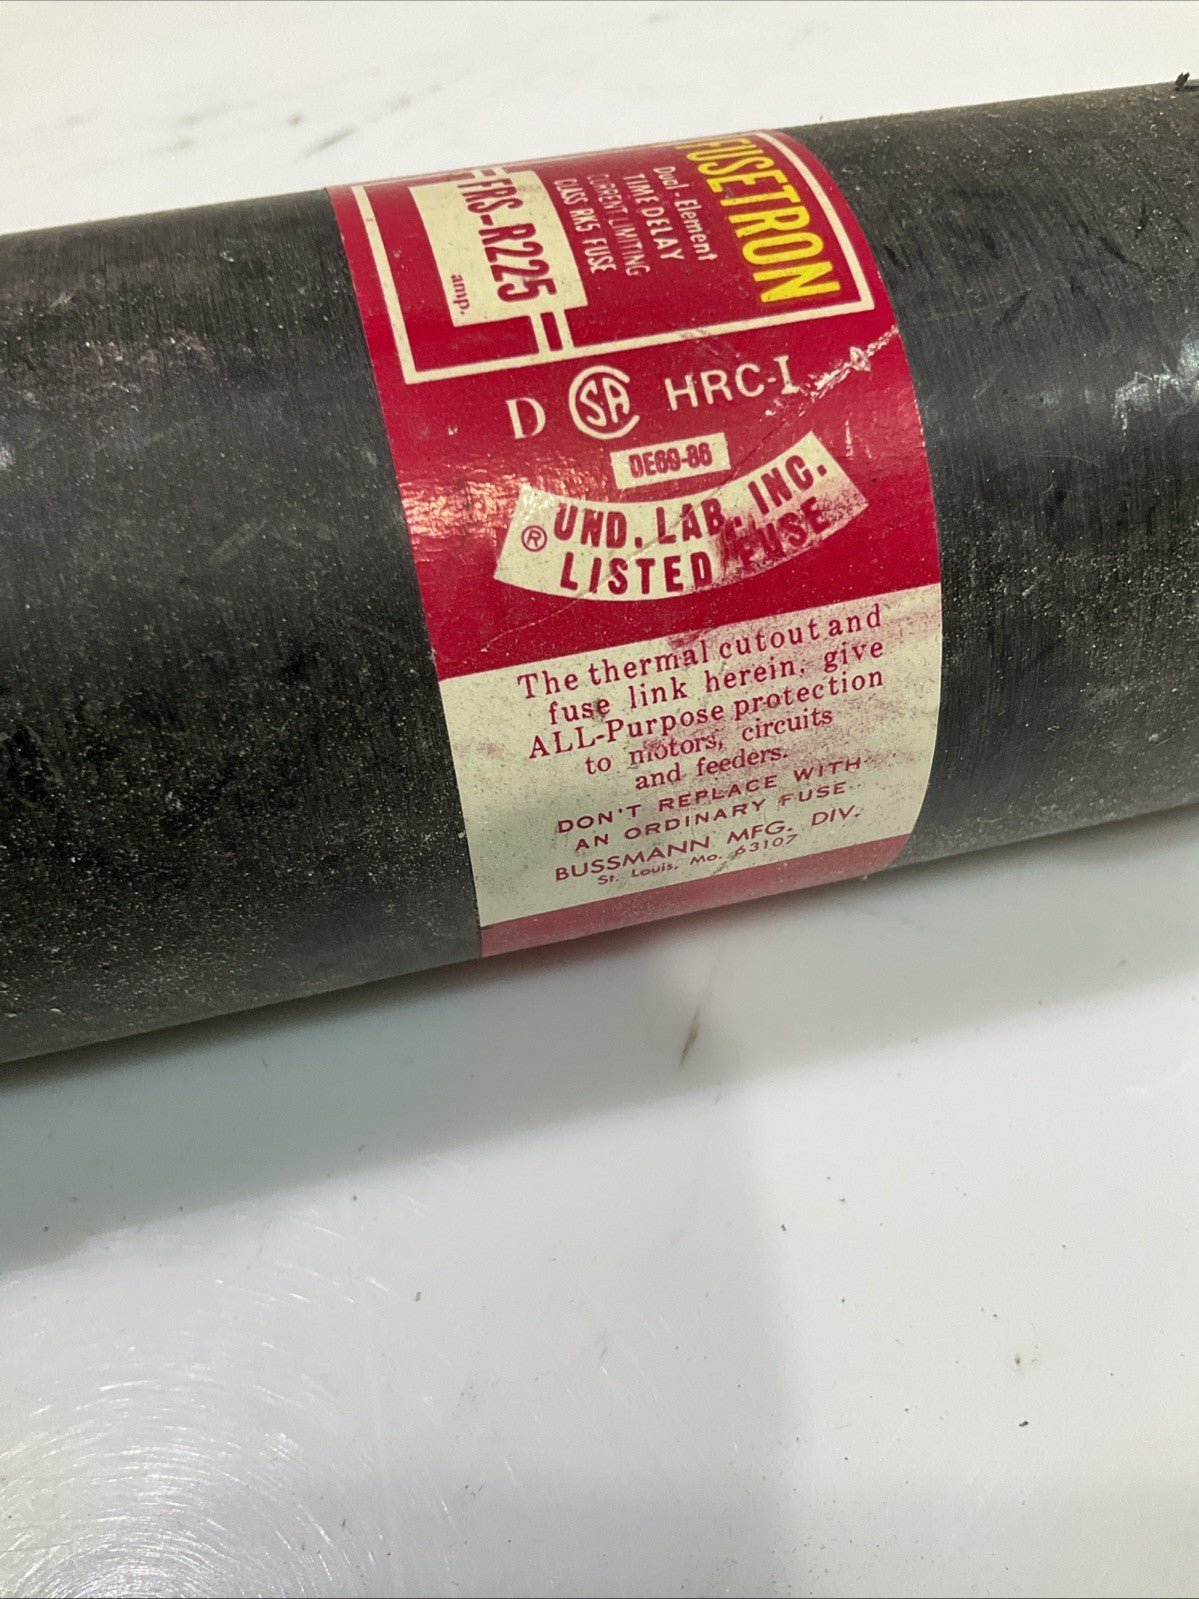 FUSETRON
Dual-Element
TIME DELAY
CURRENT LIMITING
CLASS RK5 FUSE
FRS-R225
amp.
D CSA HRC-I
DE69-86
® UND. LAB. INC.
LISTED FUSE
The thermal cutout and
fuse link herein, give
ALL-Purpose protection
to motors, circuits
and feeders.
DON'T REPLACE WITH
AN ORDINARY FUSE
BUSSMANN MFG. DIV.
St. Louis, Mo. 63107